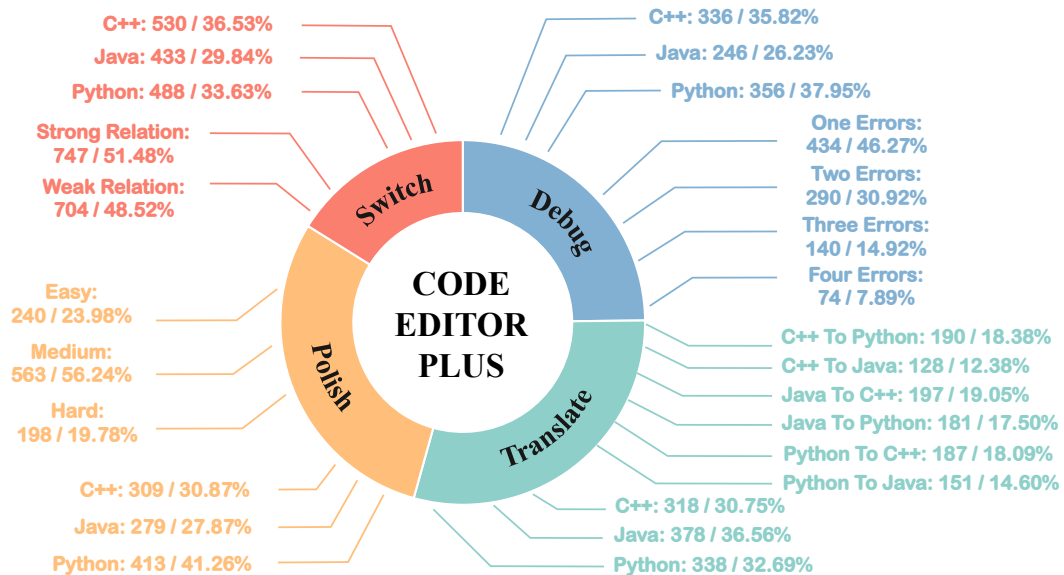 C++: 530 / 36.53%
Java: 433 / 29.84%
Python: 488 / 33.63%
Strong Relation:
747 / 51.48%
Weak Relation:
704 / 48.52%
Switch
C++: 336 / 35.82%
Java: 246 / 26.23%
Python: 356 / 37.95%
One Errors:
434 / 46.27%
Two Errors:
290 / 30.92%
Three Errors:
140 / 14.92%
Four Errors:
74 / 7.89%
Debug
CODE
EDITOR
PLUS
Easy:
240 / 23.98%
Medium:
563 / 56.24%
Hard:
198 / 19.78%
C++: 309 / 30.87%
Java: 279 / 27.87%
Python: 413 / 41.26%
Polish
C++ To Python: 190 / 18.38%
C++ To Java: 128 / 12.38%
Java To C++: 197 / 19.05%
Java To Python: 181 / 17.50%
Python To C++: 187 / 18.09%
Python To Java: 151 / 14.60%
C++: 318 / 30.75%
Java: 378 / 36.56%
Python: 338 / 32.69%
Translate